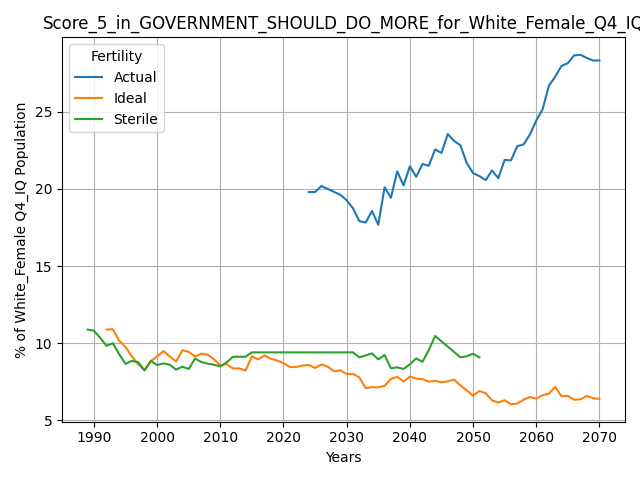 Score_5_in_GOVERNMENT_SHOULD_DO_MORE_for_White_Female_Q4_IQ
Fertility
Actual
Ideal
Sterile
% of White_Female Q4_IQ Population
25
20
15
10
5
1990 2000 2010 2020 2030 2040 2050 2060 2070
Years